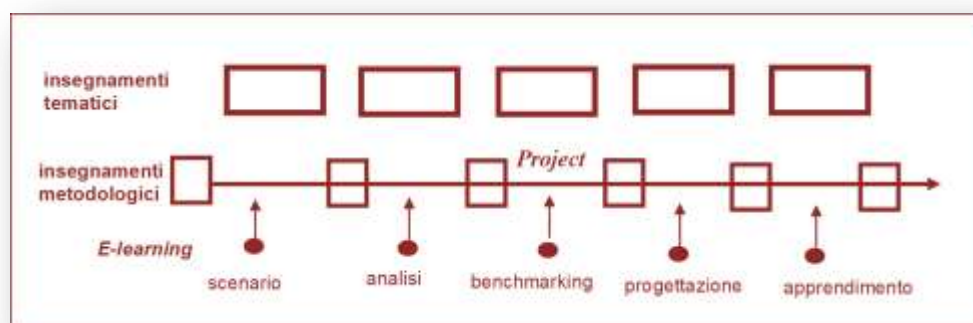 insegnamenti
tematici
Project
insegnamenti
metodologici
E-learning
scenario
analisi
benchmarking
progettazione
apprendimento